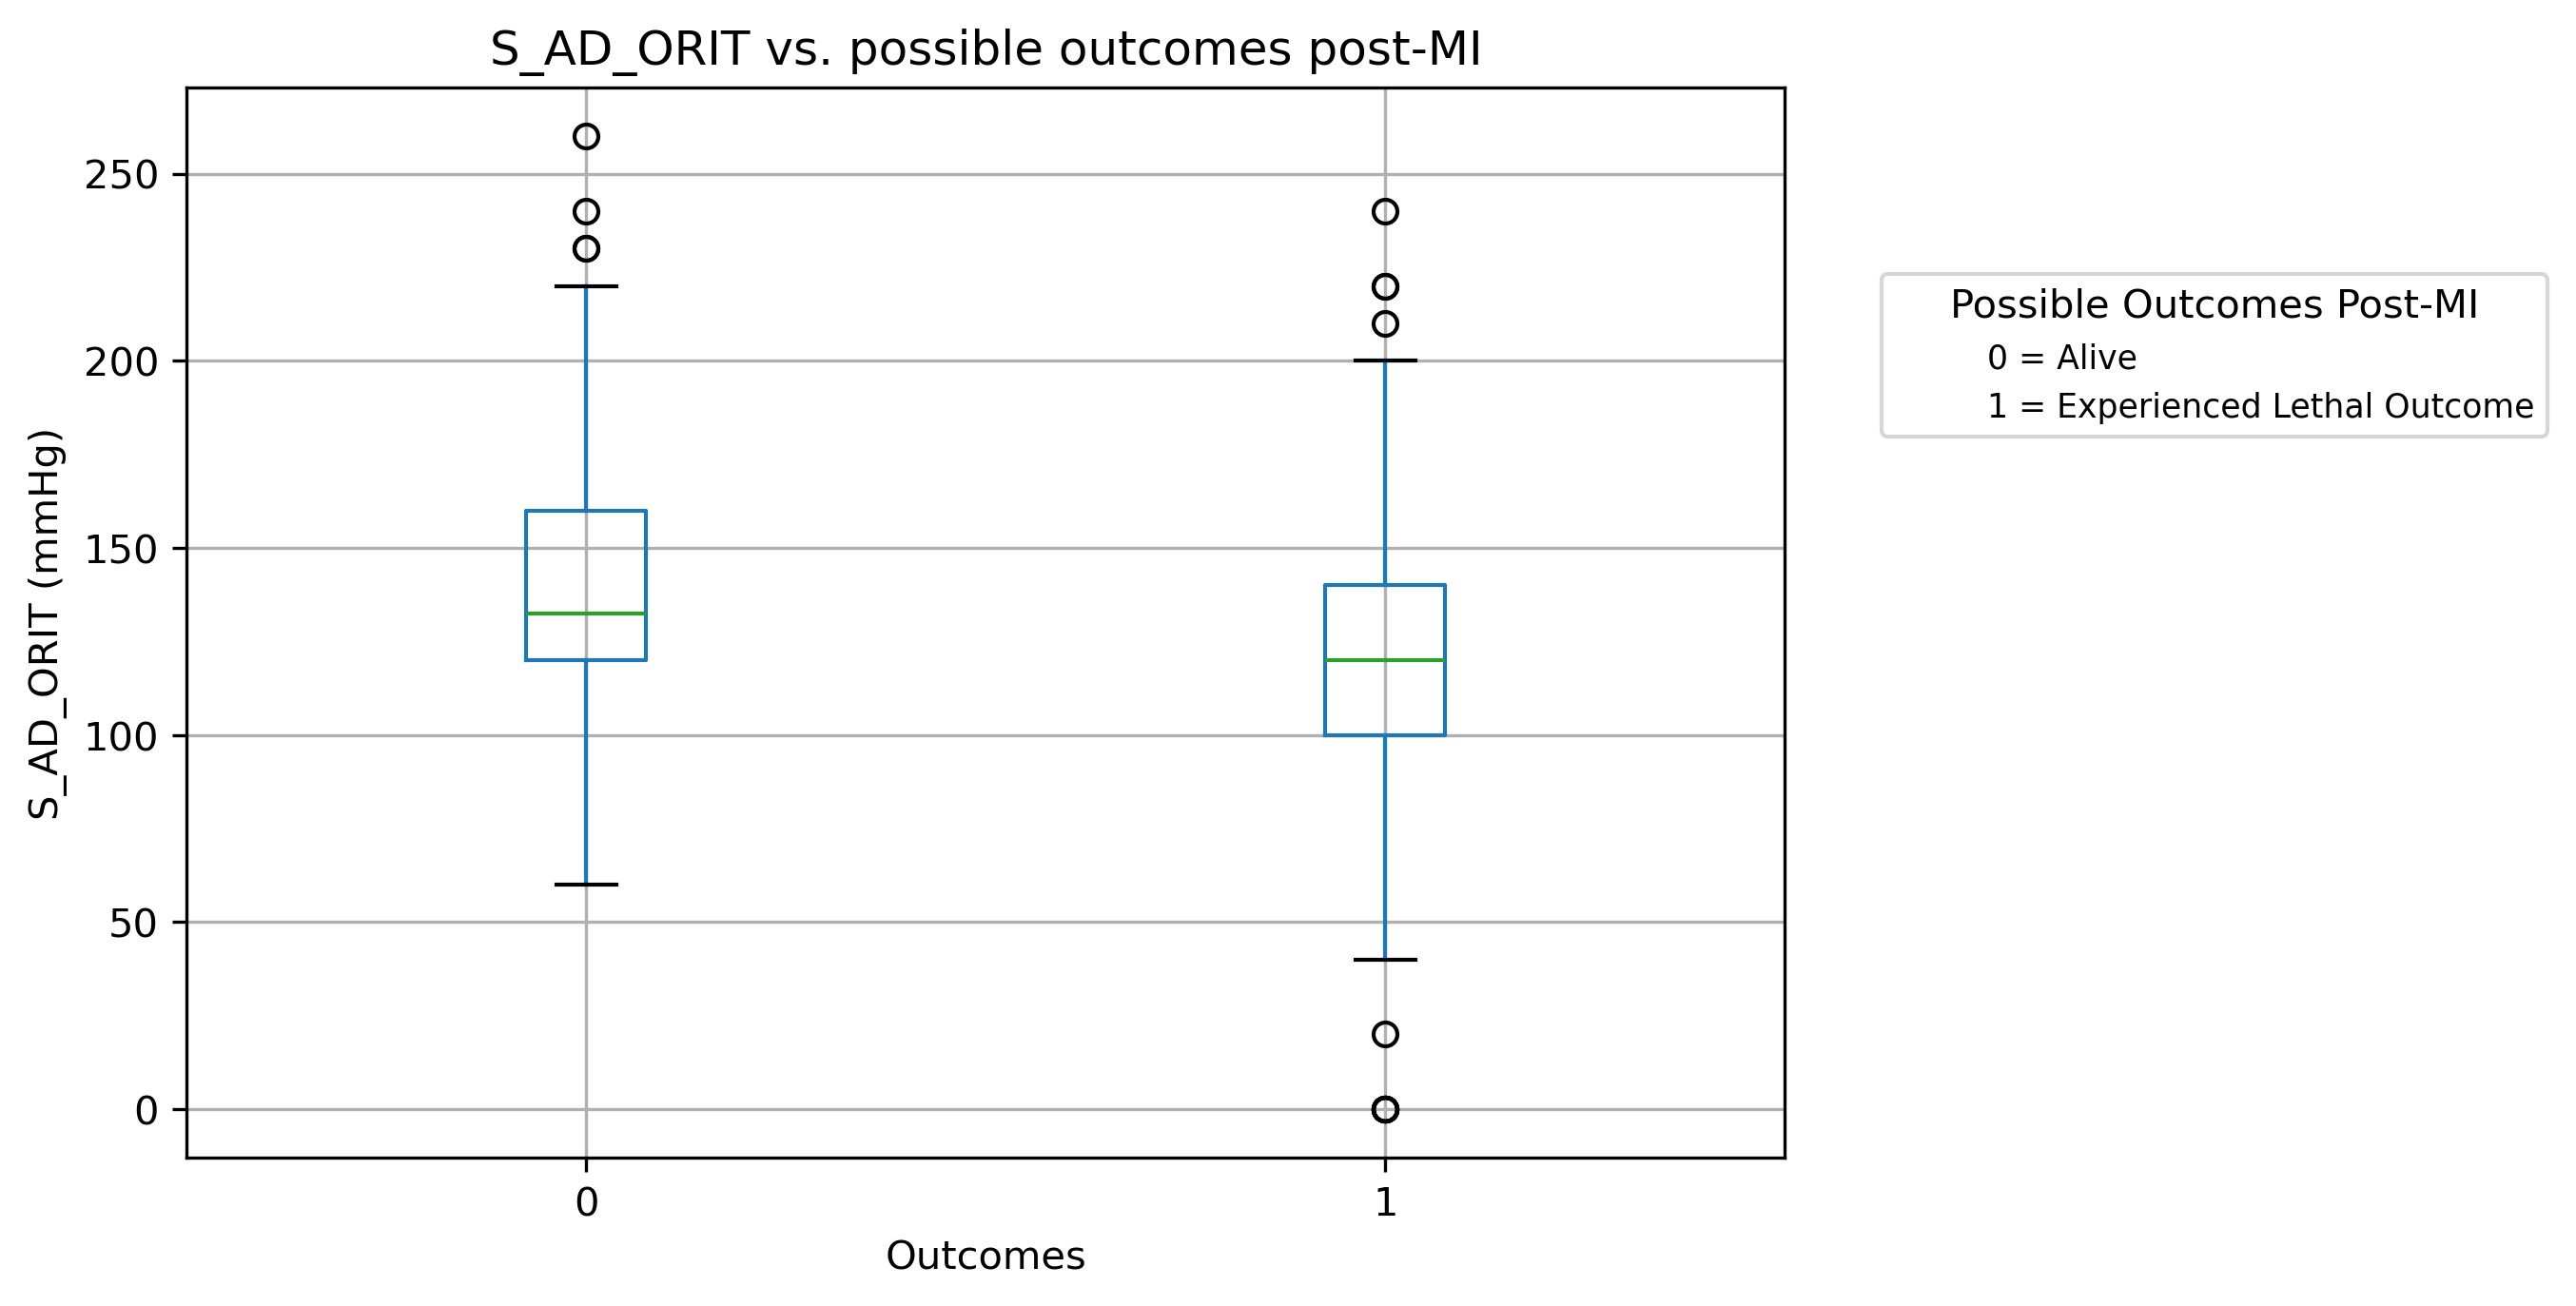 S_AD_ORIT vs. possible outcomes post-MI
S_AD_ORIT (mmHg)
250
200
150
100
50
0
0
1
Outcomes
Possible Outcomes Post-MI
0 = Alive
1 = Experienced Lethal Outcome